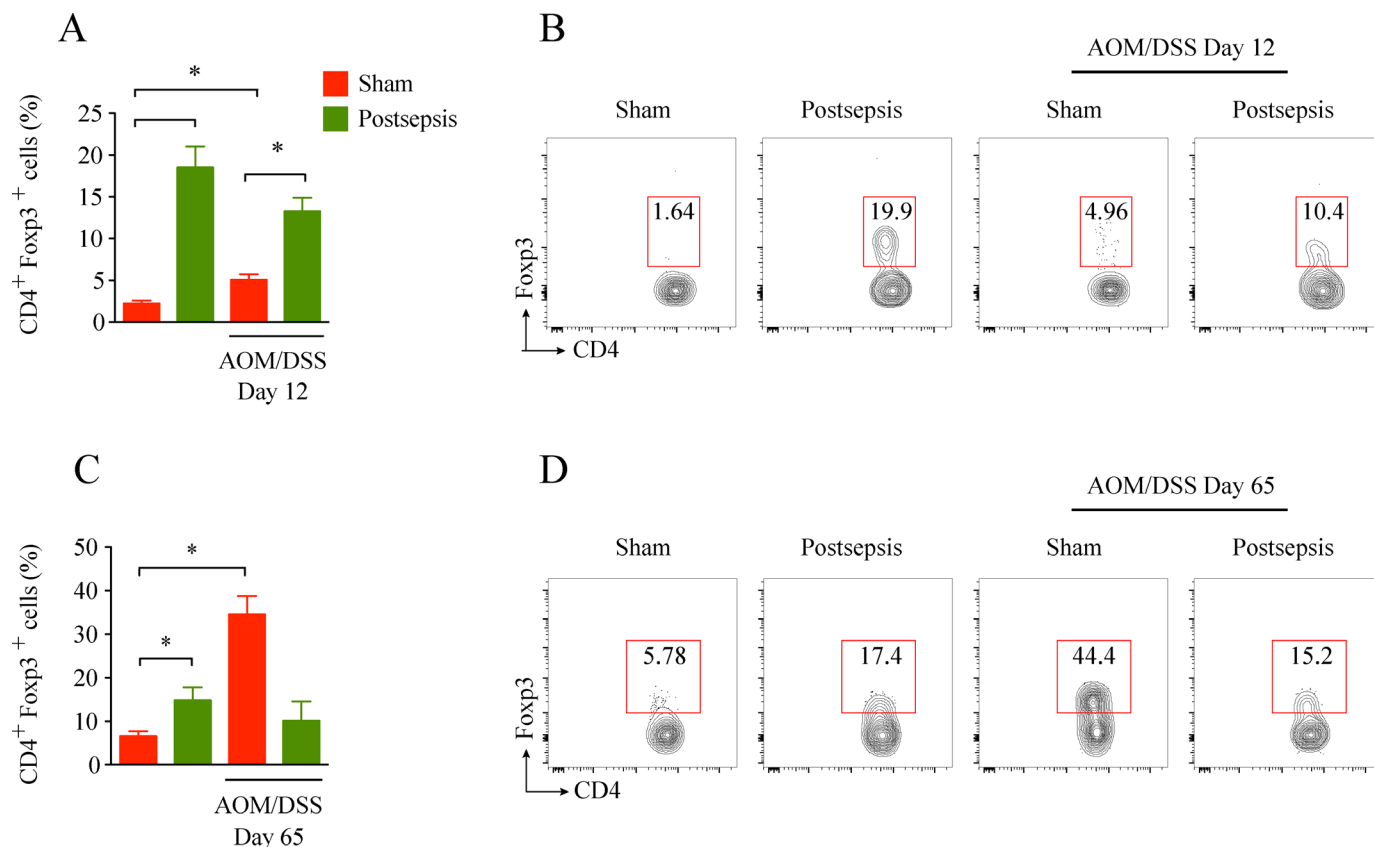 A
*
Sham
Postsepsis
*
CD4+ Foxp3 + cells (%)
25
20
15
10
5
0
AOM/DSS
Day 12
B
AOM/DSS Day 12
Sham
Postsepsis
Sham
Postsepsis
1.64
19.9
4.96
10.4
Foxp3
CD4
C
*
*
CD4+ Foxp3 + cells (%)
50
40
30
20
10
0
AOM/DSS
Day 65
D
AOM/DSS Day 65
Sham
Postsepsis
Sham
Postsepsis
5.78
17.4
44.4
15.2
Foxp3
CD4